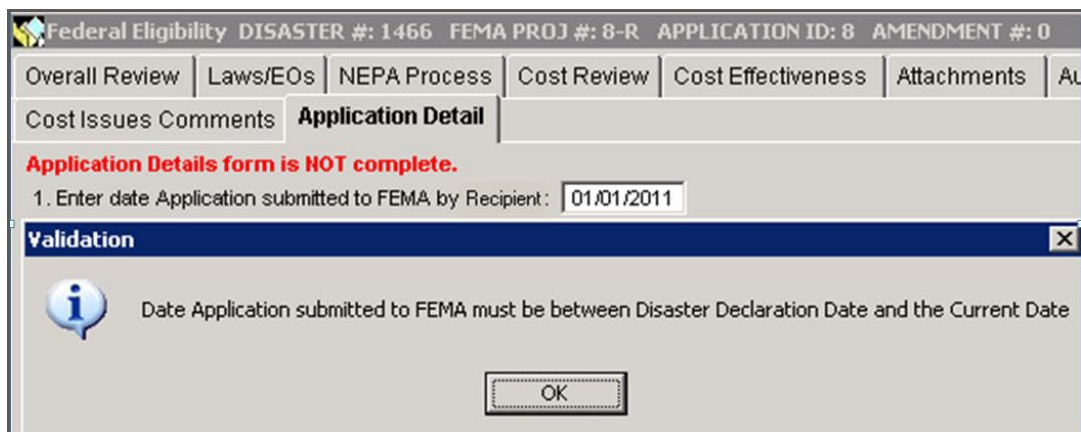 Federal Eligibility DISASTER #: 1466 FEMA PROJ #: 8-R APPLICATION ID: 8 AMENDMENT #: 0
Overall Review Laws/EOs NEPA Process Cost Review Cost Effectiveness Attachments Au
Cost Issues Comments Application Detail
Application Details form is NOT complete.
1. Enter date Application submitted to FEMA by Recipient: 01/01/2011
Validation
Date Application submitted to FEMA must be between Disaster Declaration Date and the Current Date
OK